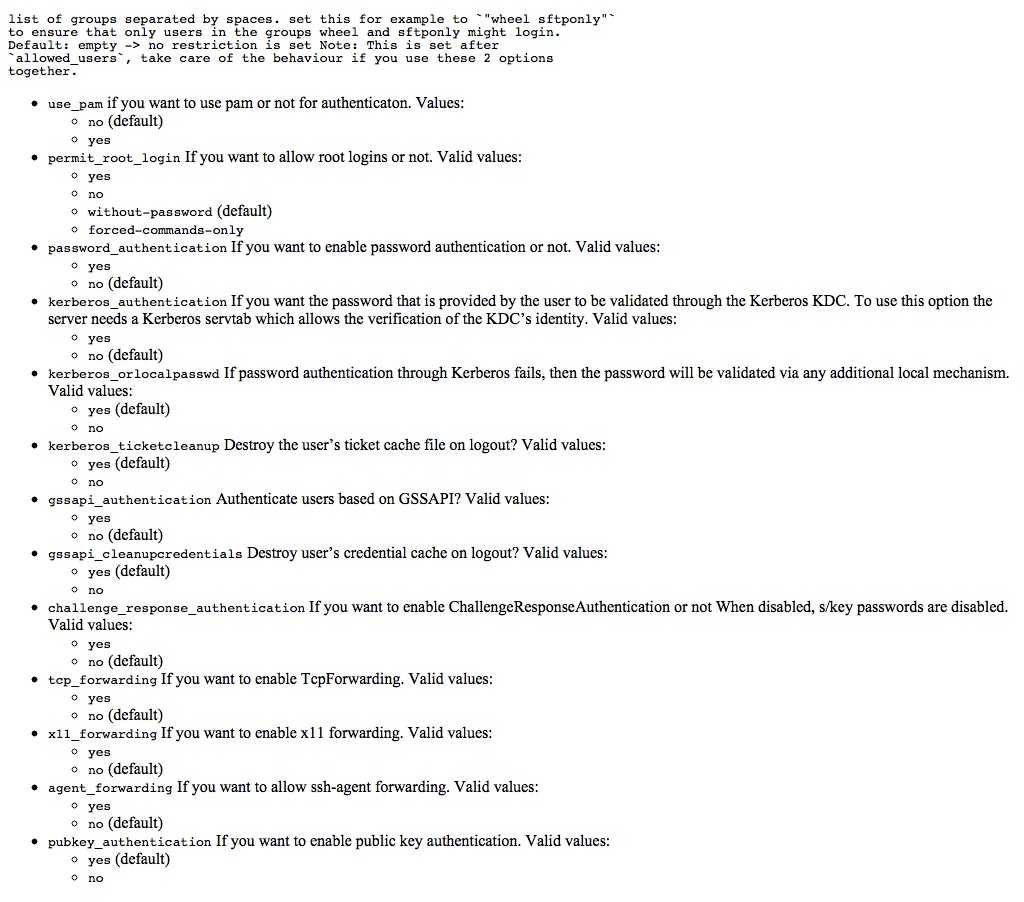 list of groups separated by spaces. set this for example to `"wheel sftponly"`
to ensure that only users in the groups wheel and sftponly might login.
Default: empty -> no restriction is set Note: This is set after
`allowed_users`, take care of the behaviour if you use these 2 options
together.
• use_pam if you want to use pam or not for authenticaton. Values:
◦ no (default)
◦ yes
• permit_root_login If you want to allow root logins or not. Valid values:
◦ yes
◦ no
◦ without-password (default)
◦ forced-commands-only
• password_authentication If you want to enable password authentication or not. Valid values:
◦ yes
◦ no (default)
• kerberos_authentication If you want the password that is provided by the user to be validated through the Kerberos KDC. To use this option the
server needs a Kerberos servtab which allows the verification of the KDC’s identity. Valid values:
◦ yes
◦ no (default)
• kerberos_orlocalpasswd If password authentication through Kerberos fails, then the password will be validated via any additional local mechanism.
Valid values:
◦ yes (default)
◦ no
• kerberos_ticketcleanup Destroy the user’s ticket cache file on logout? Valid values:
◦ yes (default)
◦ no
• gssapi_authentication Authenticate users based on GSSAPI? Valid values:
◦ yes
◦ no (default)
• gssapi_cleanupcredentials Destroy user’s credential cache on logout? Valid values:
◦ yes (default)
◦ no
• challenge_response_authentication If you want to enable ChallengeResponseAuthentication or not When disabled, s/key passwords are disabled.
Valid values:
◦ yes
◦ no (default)
• tcp_forwarding If you want to enable TcpForwarding. Valid values:
◦ yes
◦ no (default)
• x11_forwarding If you want to enable x11 forwarding. Valid values:
◦ yes
◦ no (default)
• agent_forwarding If you want to allow ssh-agent forwarding. Valid values:
◦ yes
◦ no (default)
• pubkey_authentication If you want to enable public key authentication. Valid values:
◦ yes (default)
◦ no